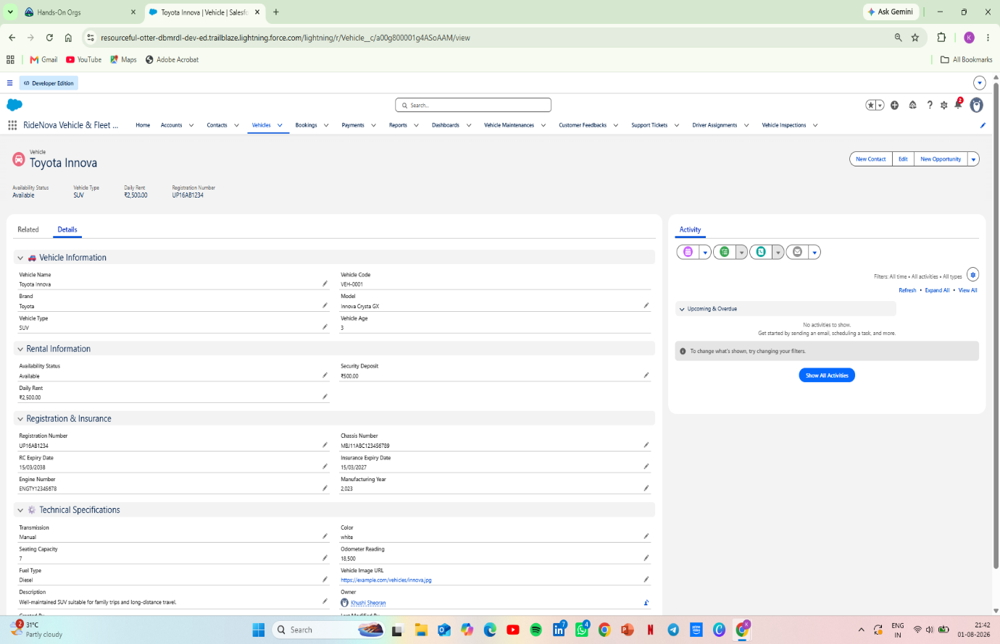 Hands-On Orgs
Toyota Innova | Vehicle | Salesfo
Ask Gemini
resourceful-otter-dbmrdl-dev-ed.trailblaze.lightning.force.com/lightning/r/Vehicle__c/a00g800001g4ASoAAM/view
K
Gmail YouTube Maps Adobe Acrobat
All Bookmarks
Developer Edition
Search...
2
RideNova Vehicle & Fleet ...
Home Accounts Contacts Vehicles Bookings Payments Reports Dashboards Vehicle Maintenances Customer Feedbacks Support Tickets Driver Assignments Vehicle Inspections
Vehicle
Toyota Innova
New Contact Edit New Opportunity
Availability Status Vehicle Type Daily Rent Registration Number
Available SUV ₹2,500.00 UP16AB1234
Related Details
Vehicle Information
Vehicle Name Vehicle Code
Toyota Innova VEH-0001
Brand Model
Toyota Innova Crysta GX
Vehicle Type Vehicle Age
SUV 3
Rental Information
Availability Status Security Deposit
Available ₹500.00
Daily Rent
₹2,500.00
Registration & Insurance
Registration Number Chassis Number
UP16AB1234 MBJ11ABC123456789
RC Expiry Date Insurance Expiry Date
15/03/2038 15/03/2027
Engine Number Manufacturing Year
ENGTY12345678 2,023
Technical Specifications
Transmission Color
Manual white
Seating Capacity Odometer Reading
7 18,500
Fuel Type Vehicle Image URL
Diesel https://example.com/vehicles/innova.jpg
Description Owner
Well-maintained SUV suitable for family trips and long-distance travel. Khushi Sheoran
Created By Last Modified By
Activity
Filters: All time • All activities • All types
Refresh • Expand All • View All
Upcoming & Overdue
No activities to show.
Get started by sending an email, scheduling a task, and more.
To change what's shown, try changing your filters.
Show All Activities
2
31°C
Partly cloudy
Search
7
4
K
ENG
IN
21:42
01-08-2026